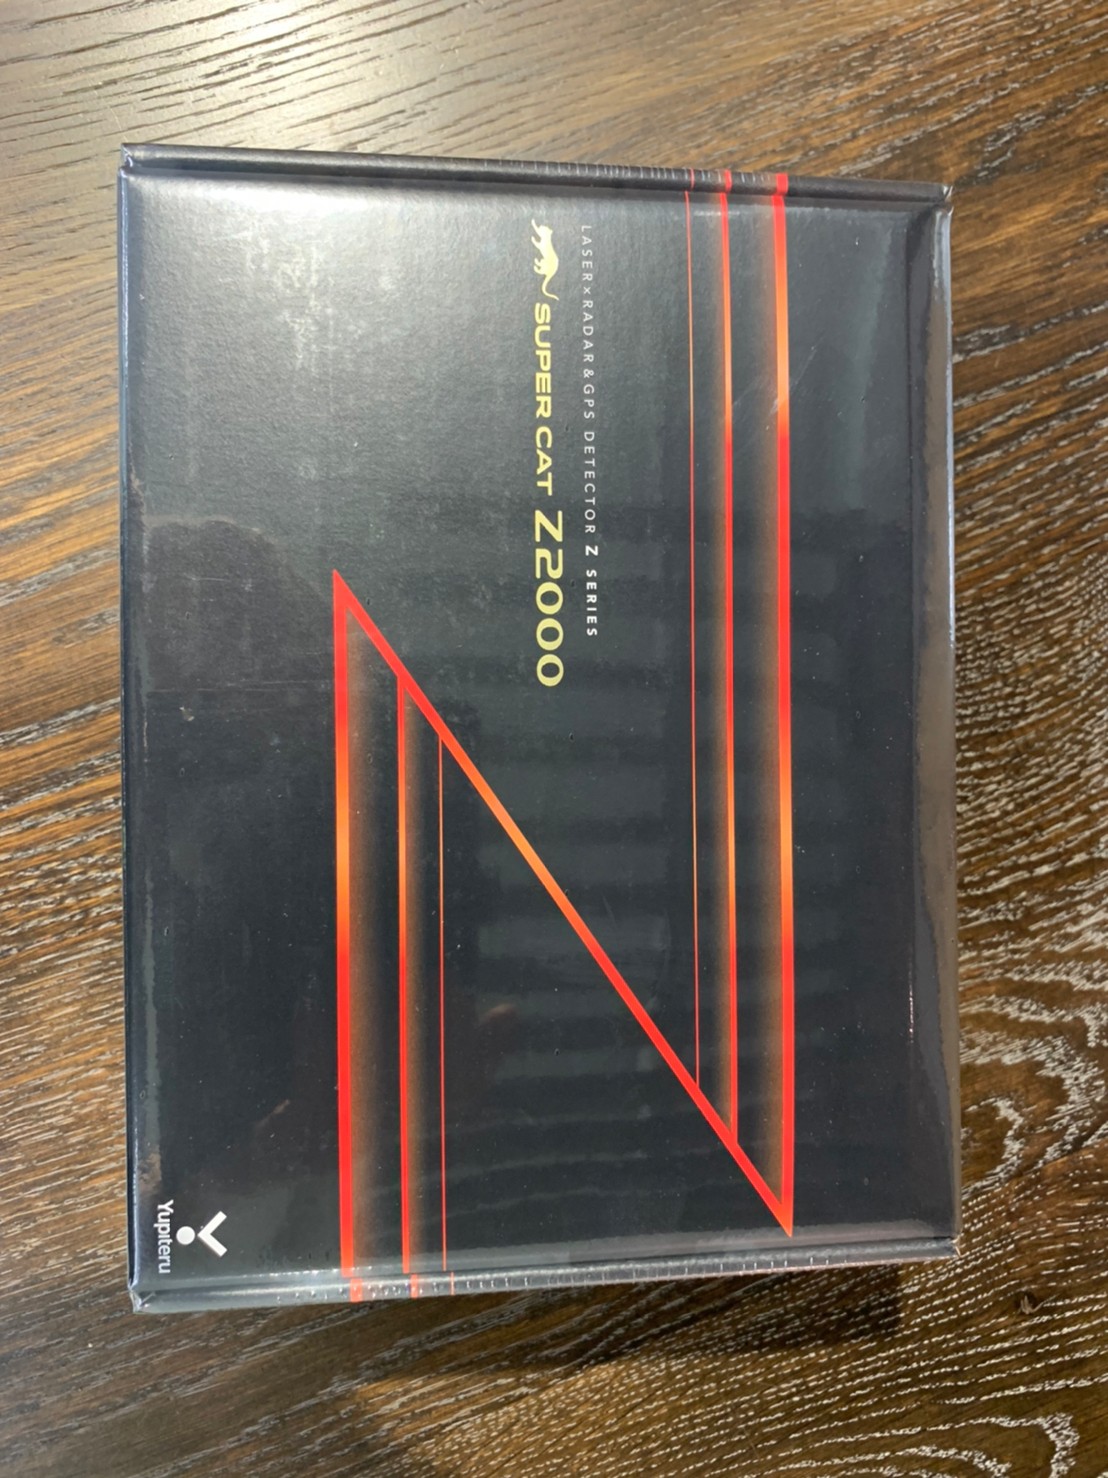 LASER×RADAR&GPS DETECTOR Z SERIES
SUPER CAT Z2000
Yupiteru